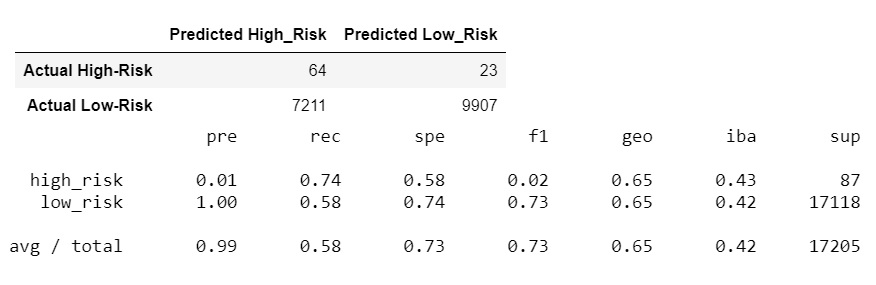 Predicted High_Risk Predicted Low_Risk
Actual High-Risk 64 23
Actual Low-Risk 7211 9907
pre rec spe f1 geo iba sup
high_risk 0.01 0.74 0.58 0.02 0.65 0.43 87
low_risk 1.00 0.58 0.74 0.73 0.65 0.42 17118
avg / total 0.99 0.58 0.73 0.73 0.65 0.42 17205